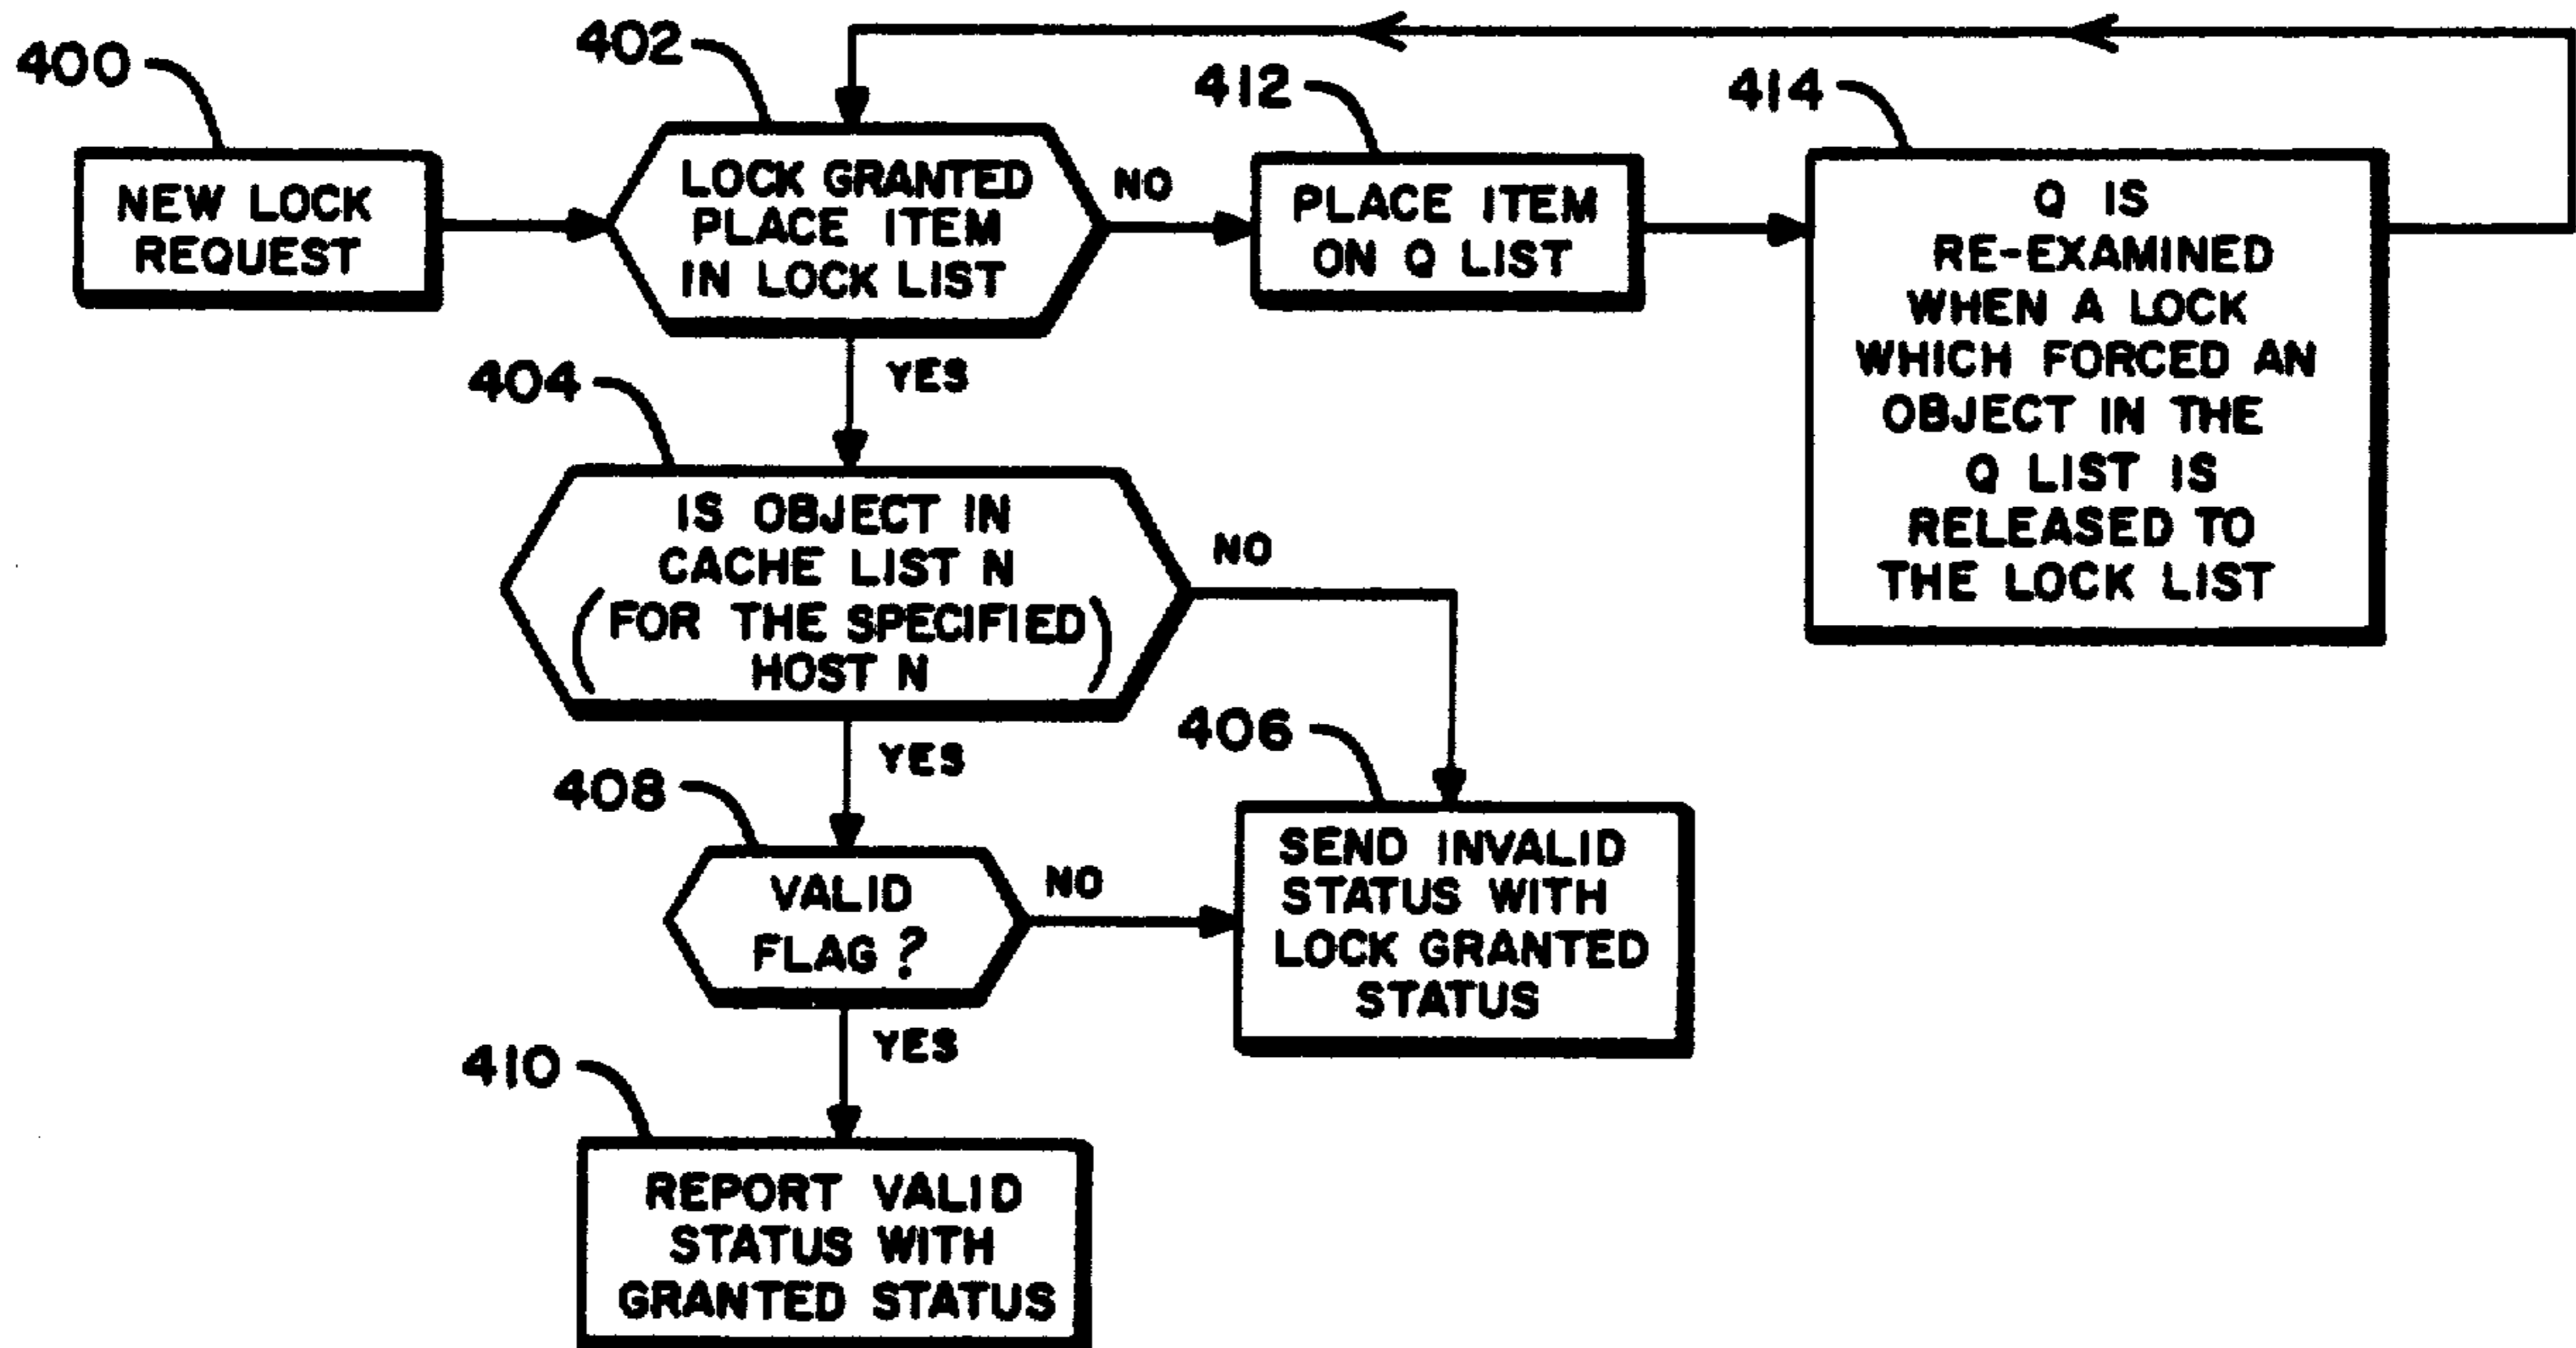 400
NEW LOCK
REQUEST
402
LOCK GRANTED
PLACE ITEM
IN LOCK LIST
NO
YES
412
PLACE ITEM
ON Q LIST
414
Q IS
RE-EXAMINED
WHEN A LOCK
WHICH FORCED AN
OBJECT IN THE
Q LIST IS
RELEASED TO
THE LOCK LIST
404
IS OBJECT IN
CACHE LIST N
(FOR THE SPECIFIED)
HOST N
NO
YES
406
SEND INVALID
STATUS WITH
LOCK GRANTED
STATUS
408
VALID
FLAG?
NO
YES
410
REPORT VALID
STATUS WITH
GRANTED STATUS